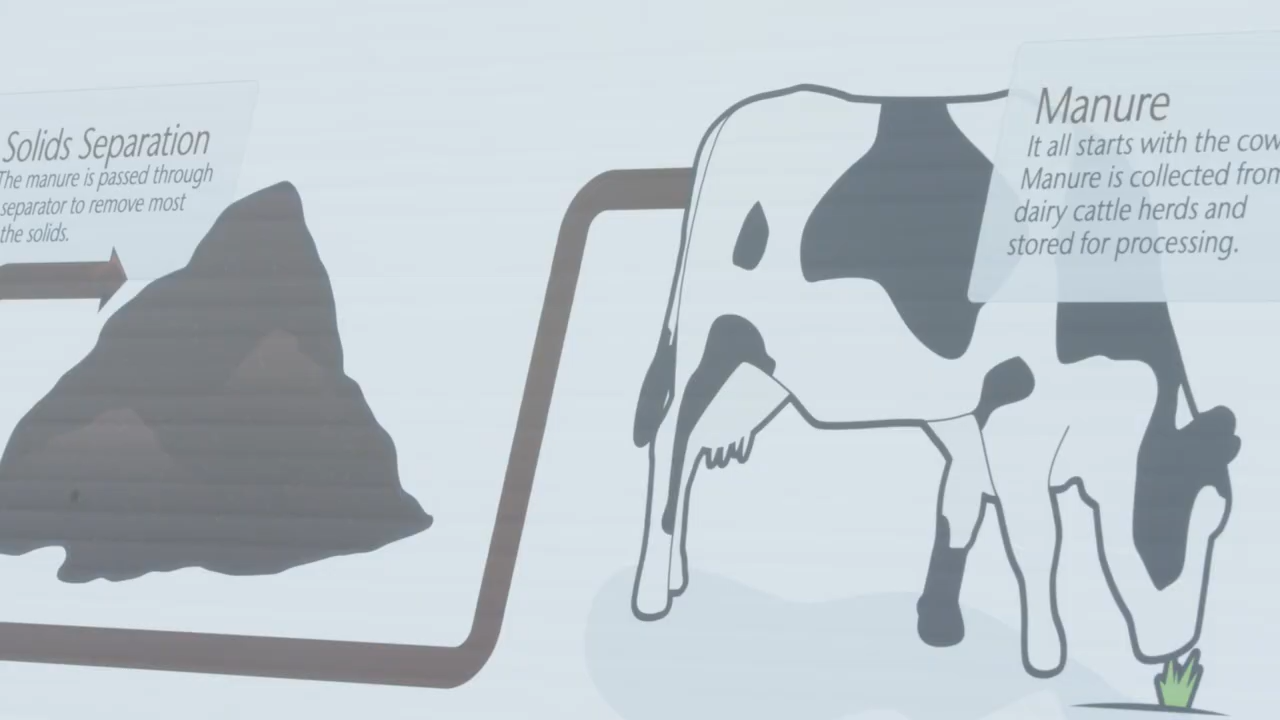 Solids Separation
The manure is passed through
separator to remove most
the solids.
Manure
It all starts with the cow
Manure is collected from
dairy cattle herds and
stored for processing.